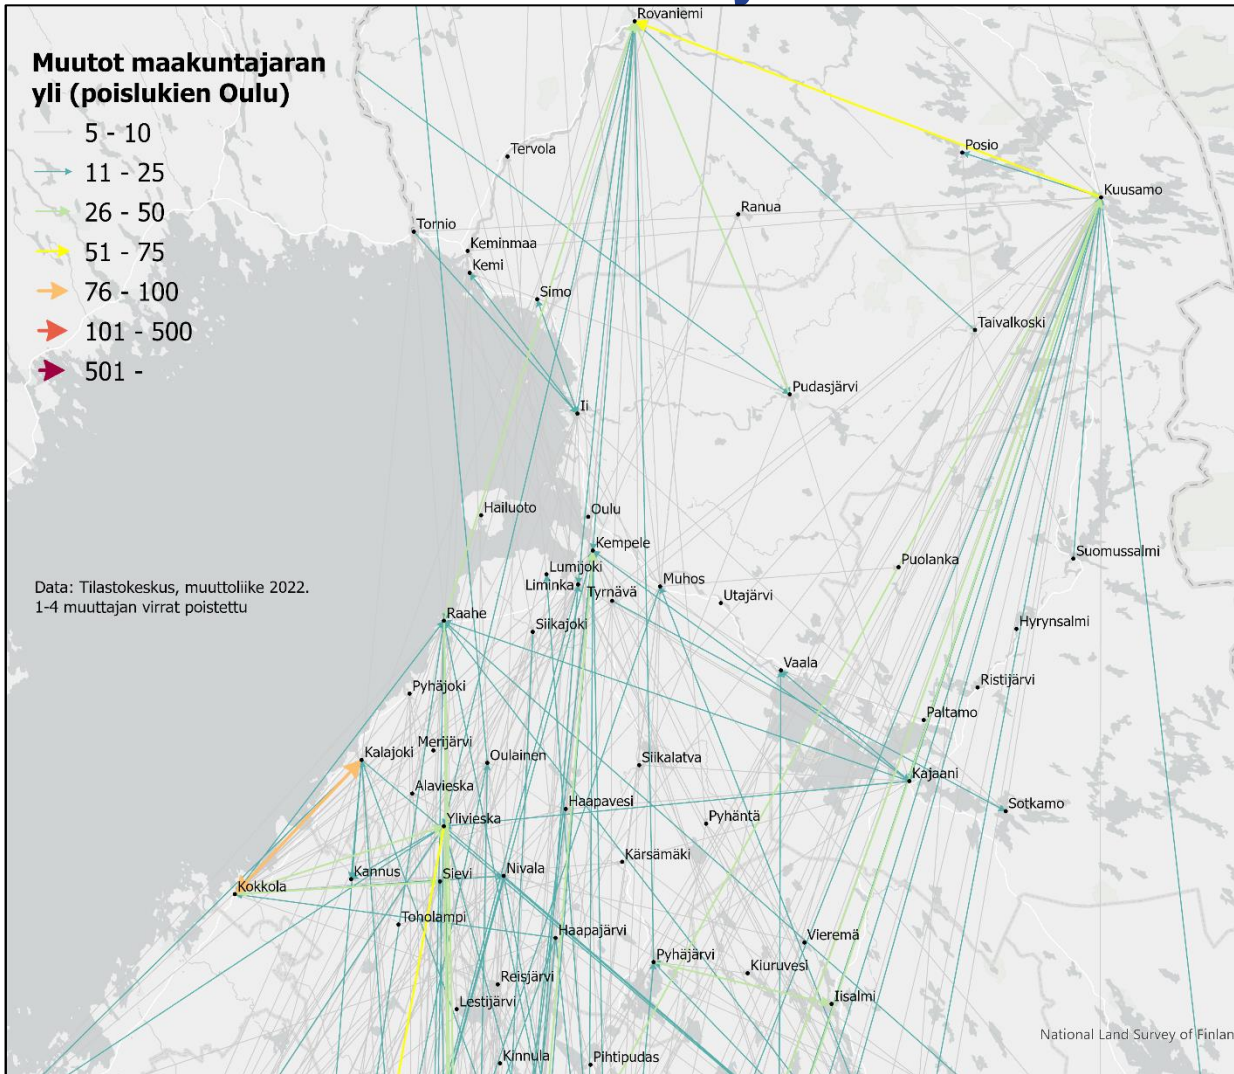 Muutot maakuntajaran
yli (poislukien Oulu)
5 - 10
11 - 25
26 - 50
51 - 75
76 - 100
101 - 500
501 -
Data: Tilastokeskus, muuttoliike 2022.
1-4 muuttajan virrat poistettu
Rovaniemi
Tervola
Posio
Kuusamo
Ranua
Tornio
Keminmaa
Kemi
Simo
Taivalkoski
Pudasjärvi
Ii
Hailuoto
Oulu
Kempele
Puolanka
Suomussalmi
Lumijoki
Liminka
Tyrnävä
Muhos
Utajärvi
Raahe
Siikajoki
Hyrynsalmi
Vaala
Ristijärvi
Pyhäjoki
Paltamo
Merijärvi
Kalajoki
Oulainen
Siikalatva
Kajaani
Alavieska
Haapavesi
Sotkamo
Ylivieska
Pyhäntä
Kärsämäki
Kannus
Sievi
Nivala
Kokkola
Toholampi
Haapajärvi
Vieremä
Pyhäjärvi
Kiuruvesi
Reisjärvi
Lestijärvi
Iisalmi
Kinnula
Pihtipudas
National Land Survey of Finlan